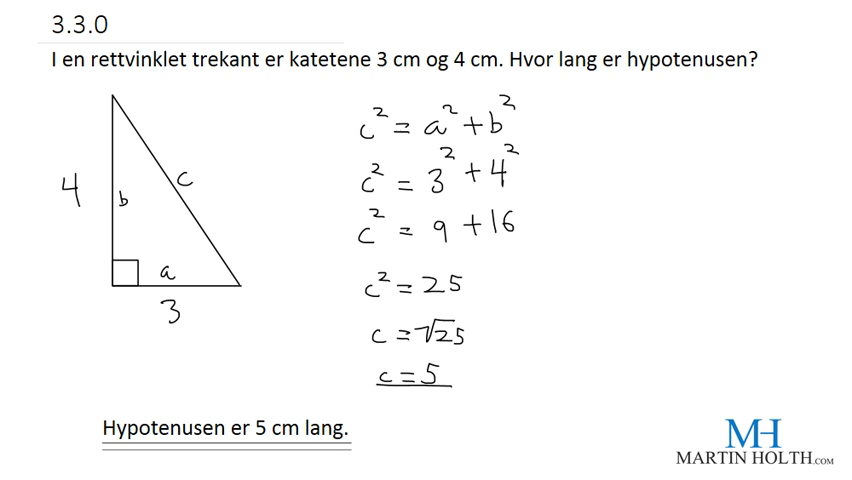 3.3.0
I en rettvinklet trekant er katetene 3 cm og 4 cm. Hvor lang er hypotenusen?
c² = a² + b²
c² = 3² + 4²
c² = 9 + 16
c² = 25
c = √25
c = 5
4
b
c
a
3
Hypotenusen er 5 cm lang.
MH
MARTIN HOLTH.COM